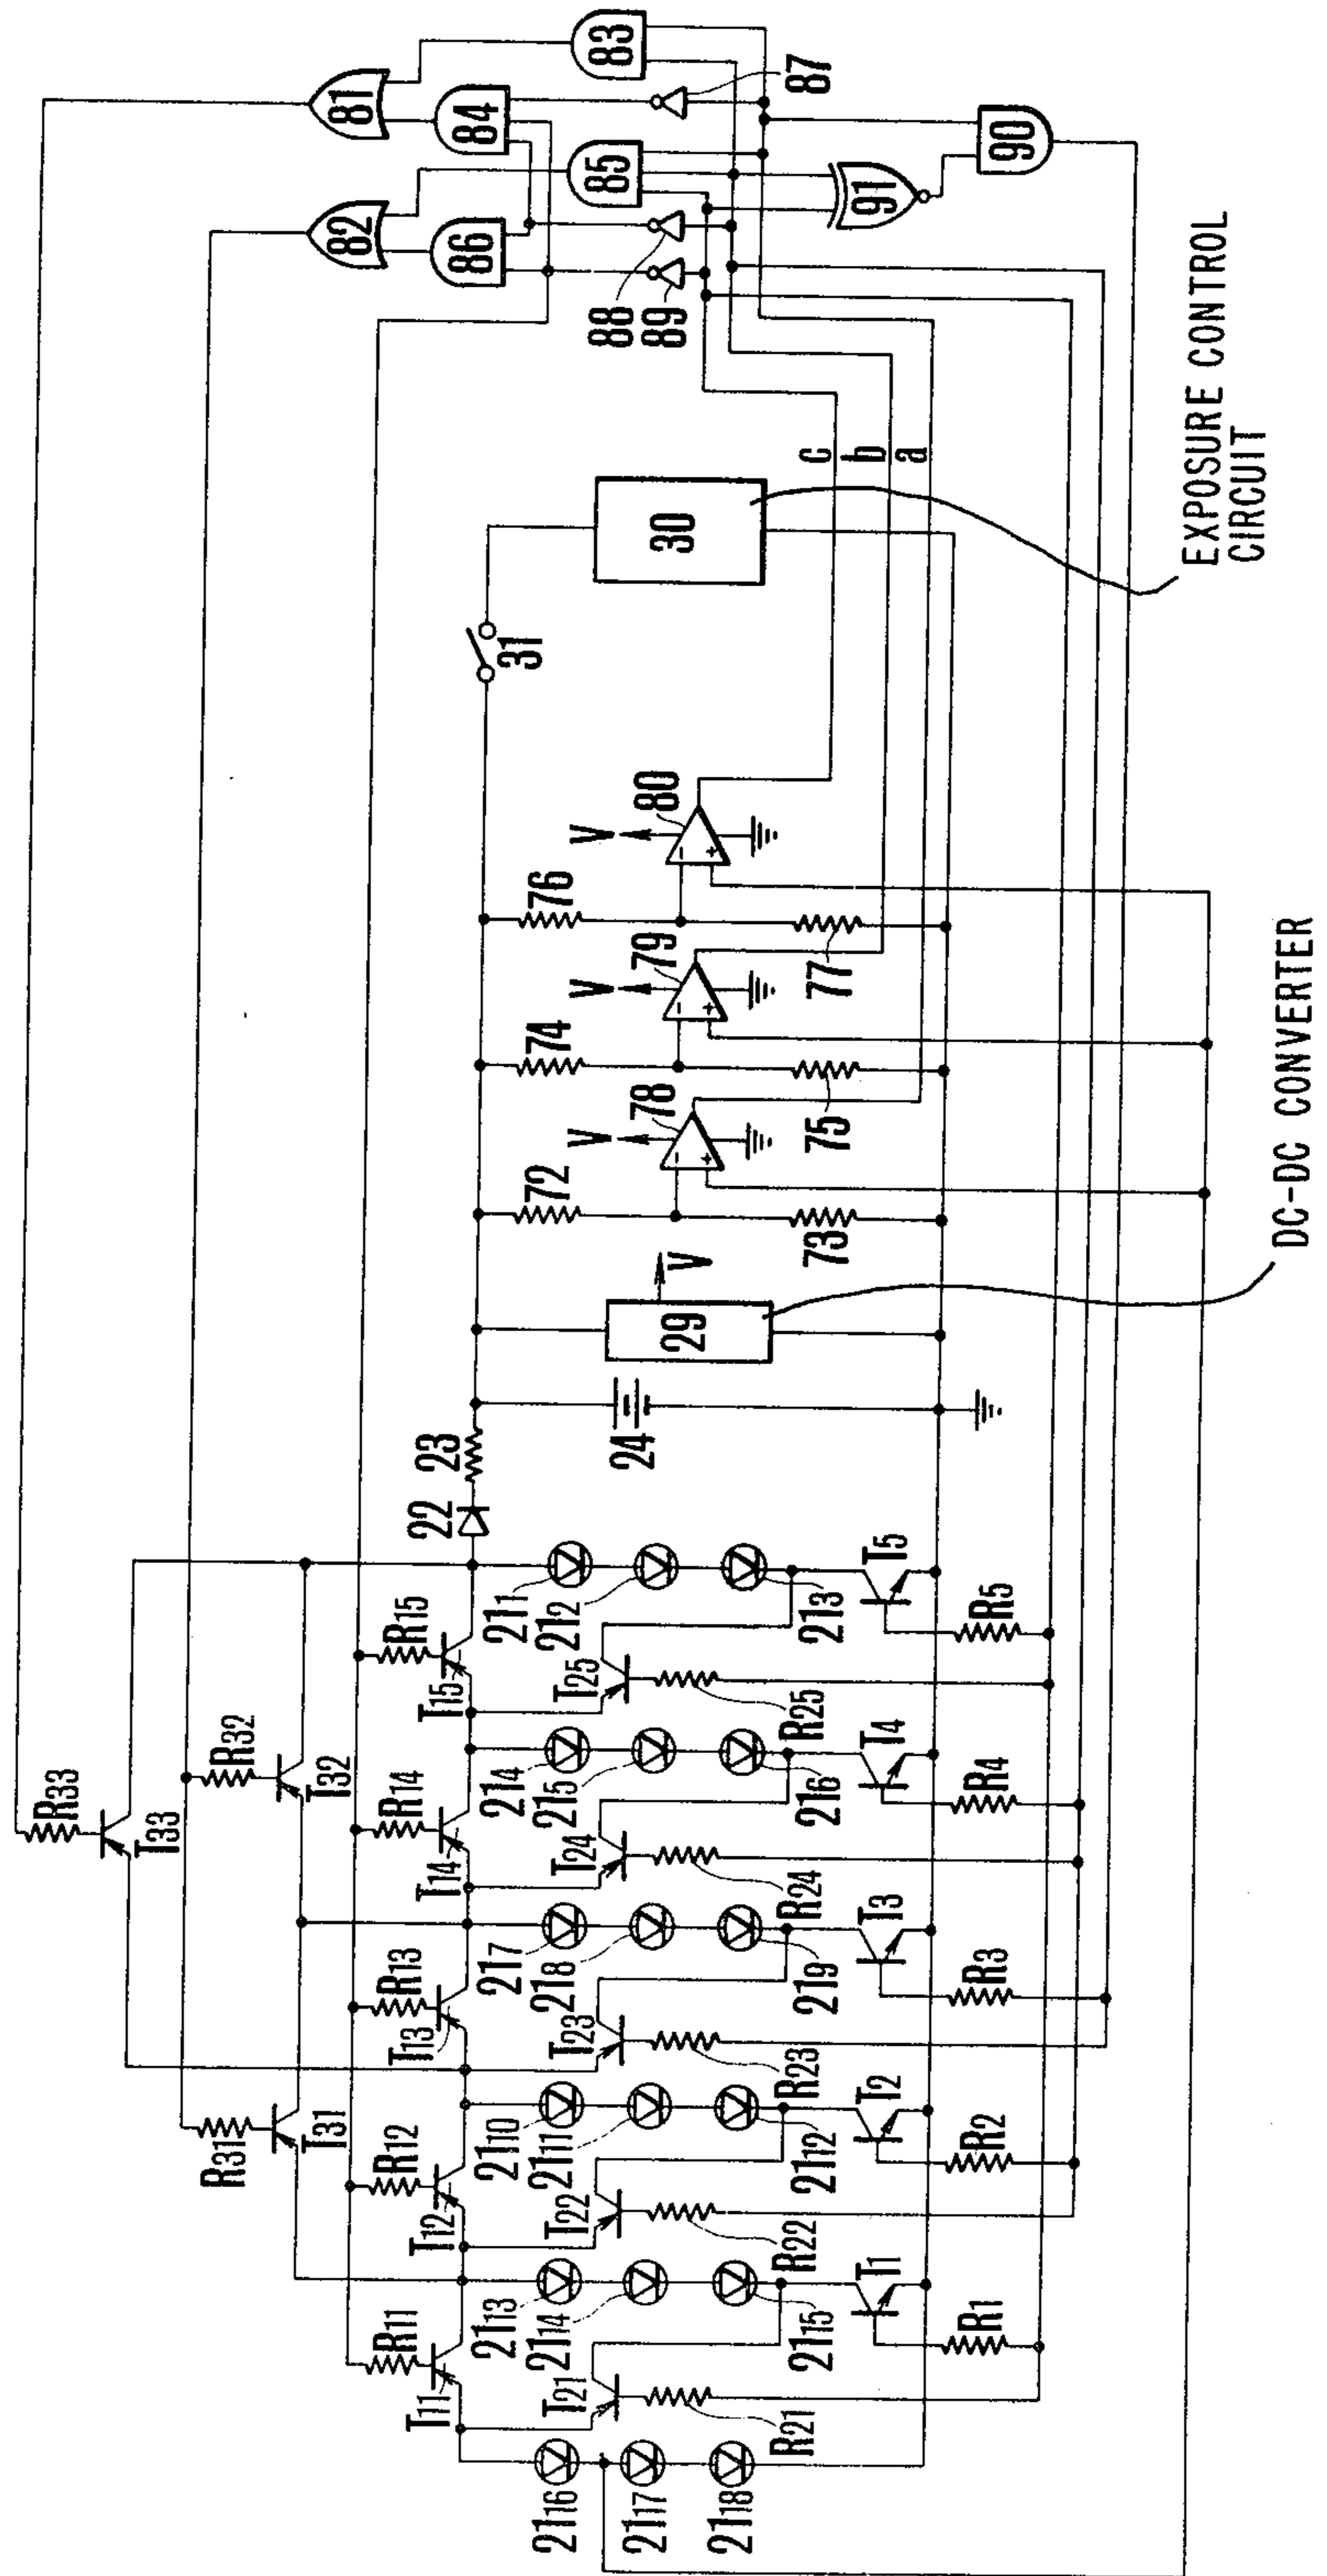 R33
T33
R31
T31
R32
T32
R11
T11
R12
T12
R13
T13
R14
T14
R15
T15
22
23
31
81
82
83
84
85
86
87
88
89
90
91
2116
2117
2118
2113
2114
2115
2110
2111
2112
217
218
219
214
215
216
211
212
213
T21
R21
T22
R22
T23
R23
T24
R24
T25
R25
T1
R1
T2
R2
T3
R3
T4
R4
T5
R5
24
29
V
72
73
78
V
-
+
74
75
79
V
-
+
76
77
80
V
-
+
30
c
b
a
DC-DC CONVERTER
EXPOSURE CONTROL
CIRCUIT